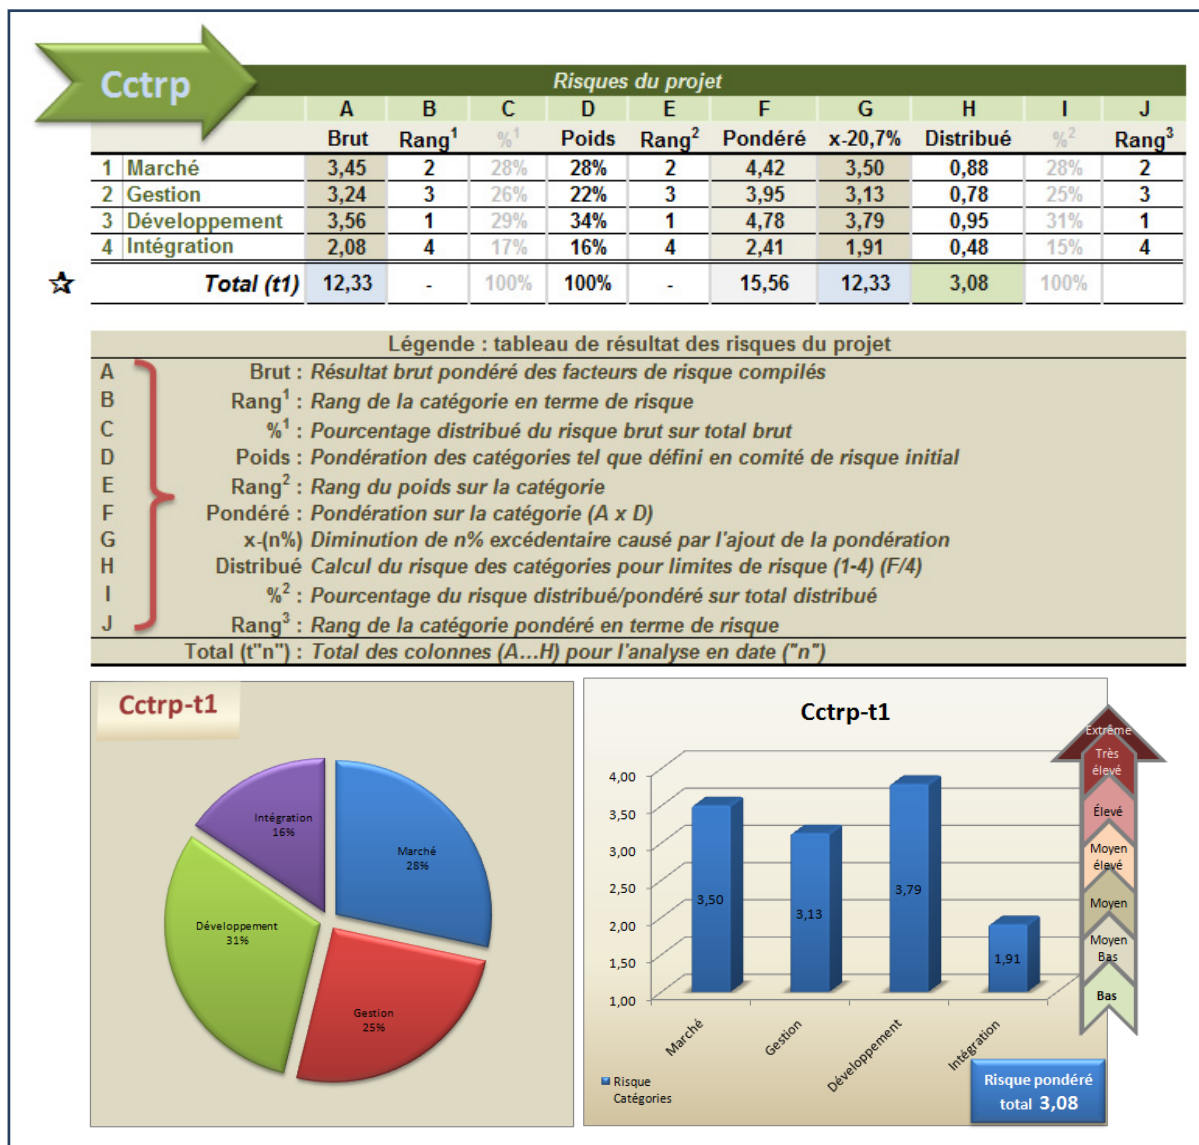 Cctrp
Risques du projet
A B C D E F G H I J
Brut Rang¹ %¹ Poids Rang² Pondéré x-20,7% Distribué %² Rang³
1 Marché 3,45 2 28% 28% 2 4,42 3,50 0,88 28% 2
2 Gestion 3,24 3 26% 22% 3 3,95 3,13 0,78 25% 3
3 Développement 3,56 1 29% 34% 1 4,78 3,79 0,95 31% 1
4 Intégration 2,08 4 17% 16% 4 2,41 1,91 0,48 15% 4
Total (t1) 12,33 - 100% 100% - 15,56 12,33 3,08 100%
Légende : tableau de résultat des risques du projet
A Brut : Résultat brut pondéré des facteurs de risque compilés
B Rang¹ : Rang de la catégorie en terme de risque
C %¹ : Pourcentage distribué du risque brut sur total brut
D Poids : Pondération des catégories tel que défini en comité de risque initial
E Rang² : Rang du poids sur la catégorie
F Pondéré : Pondération sur la catégorie (A x D)
G x-(n%) Diminution de n% excédentaire causé par l'ajout de la pondération
H Distribué Calcul du risque des catégories pour limites de risque (1-4) (F/4)
I %² : Pourcentage du risque distribué/pondéré sur total distribué
J Rang³ : Rang de la catégorie pondéré en terme de risque
Total (t"n") : Total des colonnes (A...H) pour l'analyse en date ("n")
Cctrp-t1
Intégration
16%
Marché
28%
Développement
31%
Gestion
25%
Cctrp-t1
4,00
3,50
3,00
2,50
2,00
1,50
1,00
3,50
3,13
3,79
1,91
Marché
Gestion
Développement
Intégration
Risque
Catégories
Extrême
Très
élevé
Élevé
Moyen
élevé
Moyen
Moyen
Bas
Bas
Risque pondéré
total 3,08